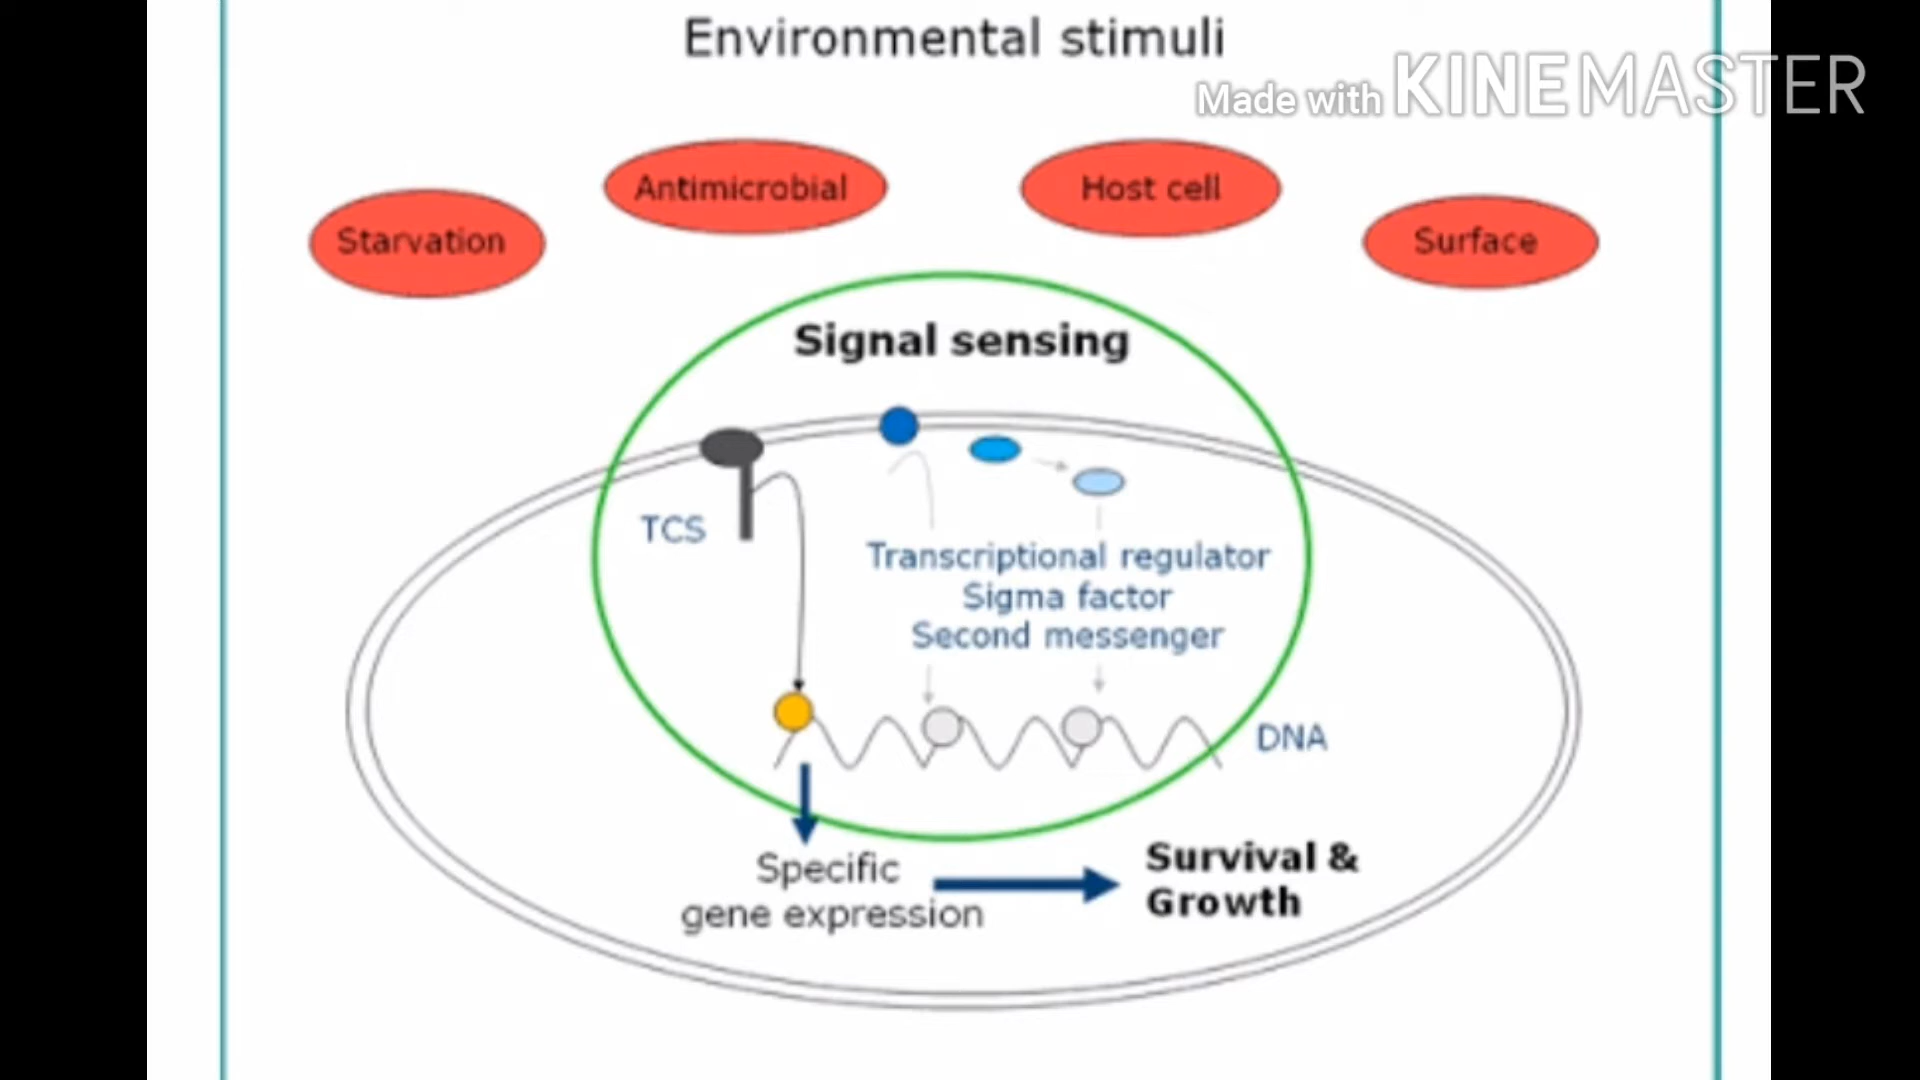 Environmental stimuli
Made with KINEMASTER
Antimicrobial
Host cell
Starvation
Surface
Signal sensing
TCS
Transcriptional regulator
Sigma factor
Second messenger
DNA
Specific
gene expression
Survival &
Growth